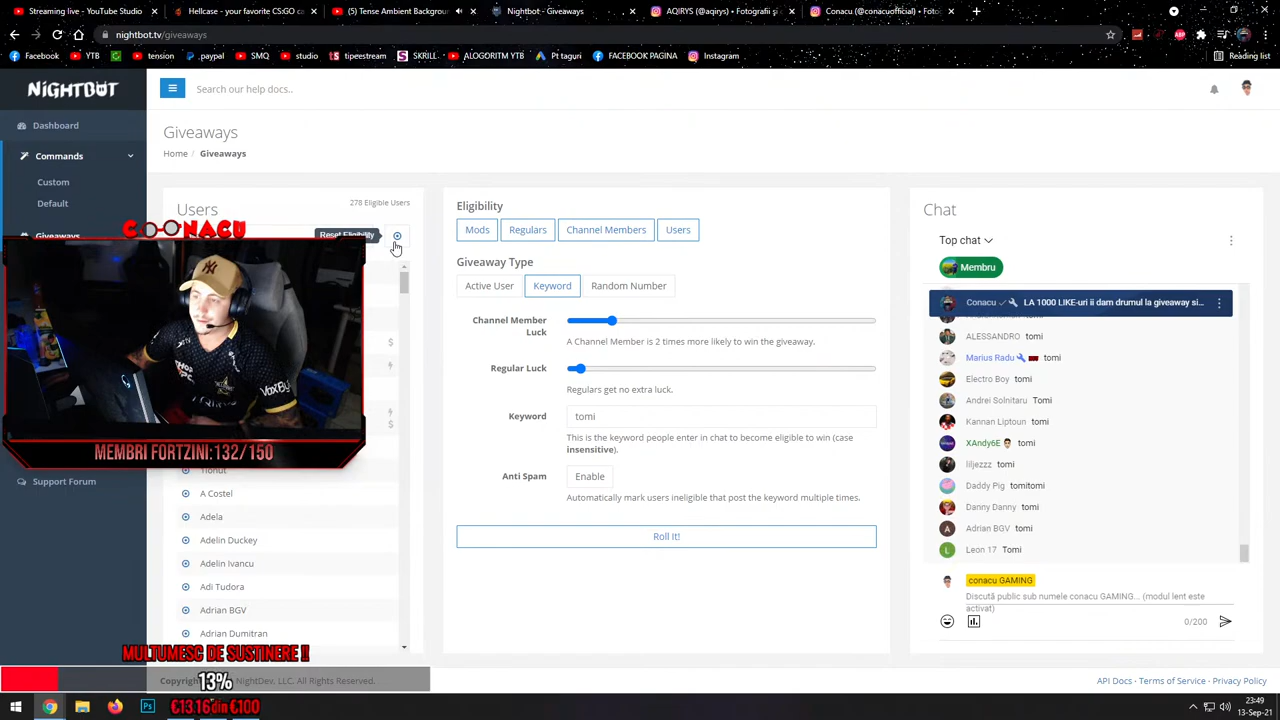 Nightbot - Giveaways
(5) Tense Ambient Backgrou
Hellcase - Your favorite CSGO ca
AQIRYS (@aqirys) • Fotografii ș
Conacu (@conacuofficial) • Foto
nightbot.tv/giveaways
Facebook
YTB
tension
studio
.paypal
SMQ
studio
tipeestream
SKRILL
ALOGORITM YTB
Pt taguri
FACEBOOK PAGINA
Instagram
Reading list
NIGHTBOT
Search our help docs..
Dashboard
Commands
Custom
Default
Giveaways
Support Forum
Giveaways
Home / Giveaways
Users
278 Eligible Users
COONACU
Reset Eligibility
MEMBRI FORTZINI:132/150
A Costel
Adela
Adelin Duckey
Adelin Ivancu
Adi Tudora
Adrian BGV
Adrian Dumitran
Eligibility
Mods
Regulars
Channel Members
Users
Giveaway Type
Active User
Keyword
Random Number
Channel Member Luck
A Channel Member is 2 times more likely to win the giveaway.
Regular Luck
Regulars get no extra luck.
Keyword
tomi
This is the keyword people enter in chat to become eligible to win (case
insensitive).
Anti Spam
Enable
Automatically mark users ineligible that post the keyword multiple times.
Roll It!
Chat
Top chat
Membru
Conacu LA 1000 LIKE-uri ii dam drumul la giveaway si...
ALESSANDRO tomi
Marius Radu tomi
Electro Boy tomi
Andrei Solnitaru Tomi
Kannan Liptoun tomi
XAndy6E tomi
liljezzz tomi
Daddy Pig tomitomi
Danny Danny tomi
Adrian BGV tomi
Leon 17 Tomi
conacu GAMING
Discută public sub numele conacu GAMING... (modul lent este
activat)
0/200
MULTUMESC DE SUSTINERE !!
13%
€13.16 din €100
NightDev, LLC. All Rights Reserved.
API Docs · Terms of Service · Privacy Policy
23:49
13-Sep-21